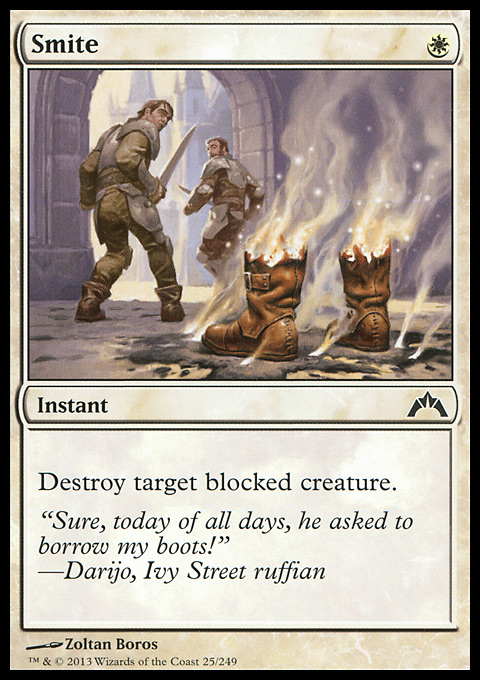 Smite
Instant
Destroy target blocked creature.
“Sure, today of all days, he asked to
borrow my boots!”
—Darijo, Ivy Street ruffian
Zoltan Boros
™ & © 2013 Wizards of the Coast 25/249